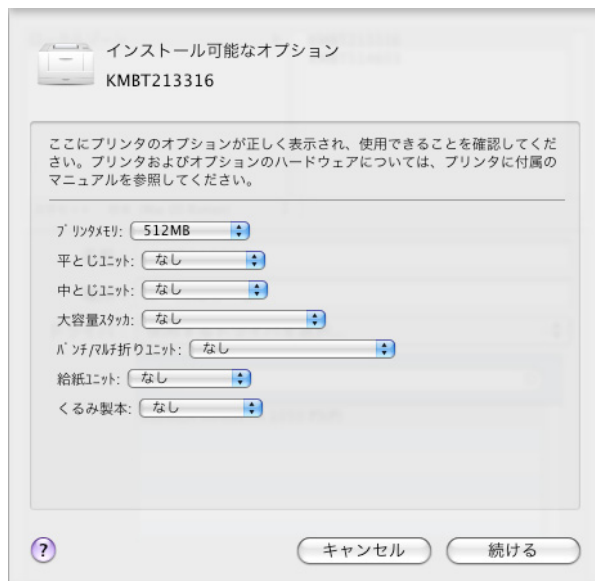 インストール可能なオプション
KMBT213316
ここにプリンタのオプションが正しく表示され、使用できることを確認してくだ
さい。プリンタおよびオプションのハードウェアについては、プリンタに付属の
マニュアルを参照してください。
プリンタメモリ: 512MB
平とじユニット: なし
中とじユニット: なし
大容量スタッカ: なし
パンチ/マルチ折りユニット: なし
給紙ユニット: なし
くるみ製本: なし
?
キャンセル
続ける